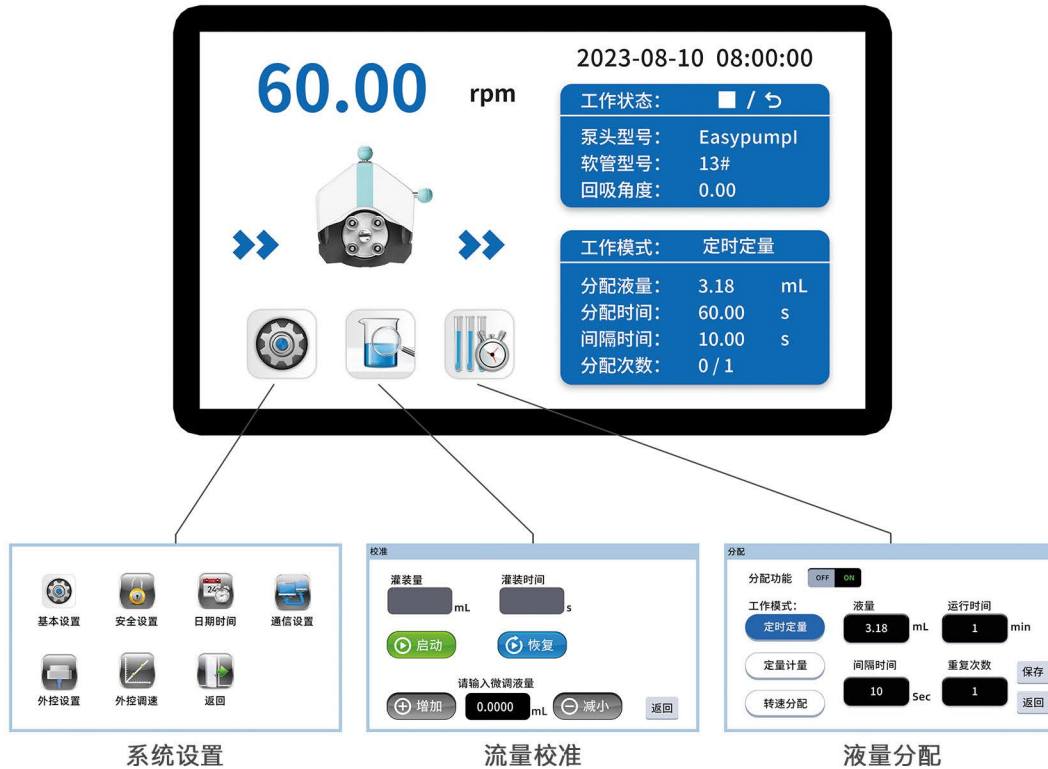 60.00 rpm
2023-08-10 08:00:00
工作状态： /
泵头型号： EasypumpI
软管型号： 13#
回吸角度： 0.00
工作模式： 定时定量
分配液量： 3.18 mL
分配时间： 60.00 s
间隔时间： 10.00 s
分配次数： 0 / 1
基本设置 安全设置 日期时间 通信设置
外控设置 外控调速 返回
系统设置
校准
灌装量 灌装时间
mL s
启动 恢复
请输入微调液量
增加 0.0000 mL 减小 返回
流量校准
分配
分配功能 OFF ON
工作模式： 液量 运行时间
定时定量 3.18 mL 1 min
定量计量 间隔时间 重复次数 保存
转速分配 10 Sec 1 返回
液量分配